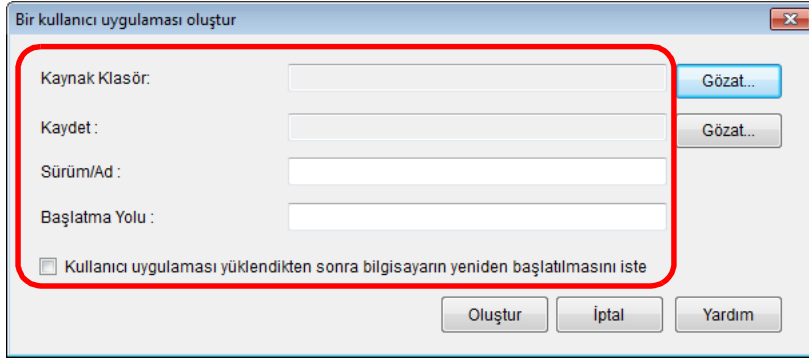 Bir kullanıcı uygulaması oluştur
Kaynak Klasör: Gözat...
Kaydet : Gözat...
Sürüm/Ad :
Başlatma Yolu :
Kullanıcı uygulaması yüklendikten sonra bilgisayarın yeniden başlatılmasını iste
Oluştur İptal Yardım